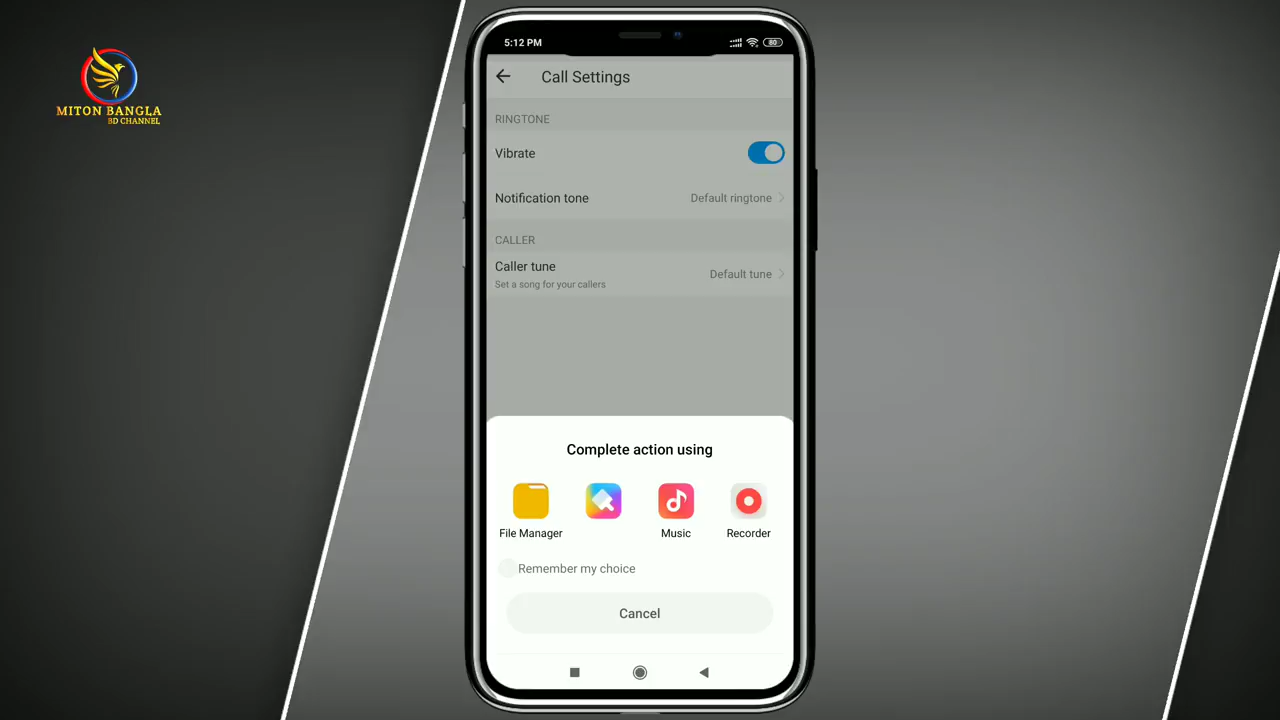 MITON BANGLA
BD CHANNEL
5:12 PM
80
Call Settings
RINGTONE
Vibrate
Notification tone
Default ringtone
CALLER
Caller tune
Set a song for your callers
Default tune
Complete action using
File Manager
Music
Recorder
Remember my choice
Cancel